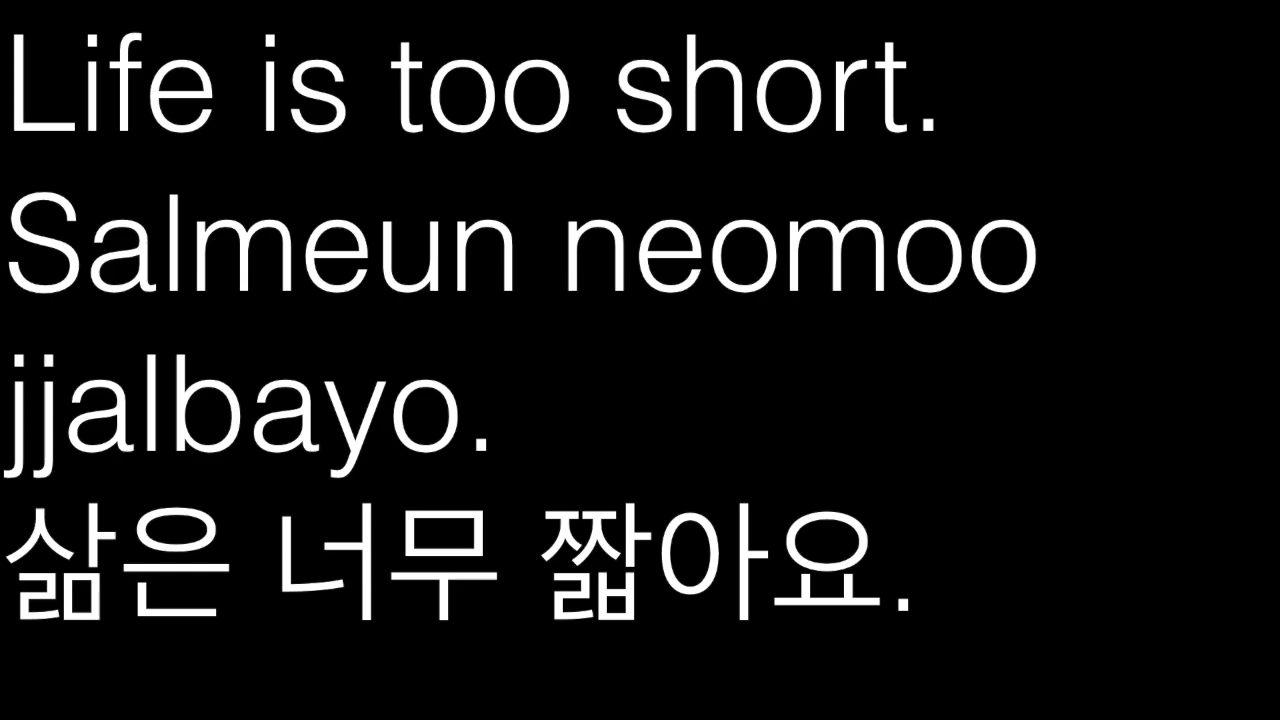 Life is too short.
Salmeun neomoo
jjalbayo.
삶은 너무 짧아요.